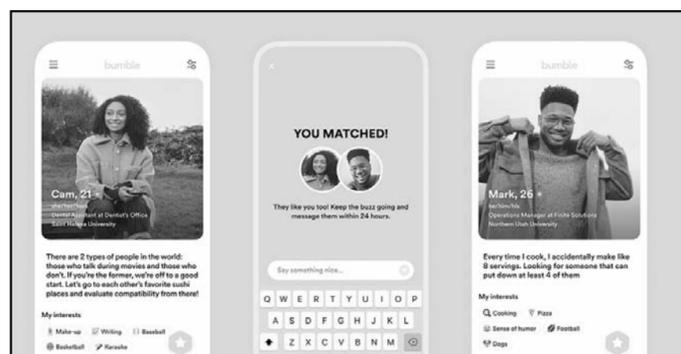 bumble
Cam, 21
she/her/hers
Dental Assistant at Dentist's Office
Saint Helena University
There are 2 types of people in the world:
those who talk during movies and those who
don't. If you're the former, we're off to a good
start. Let's go to each other's favorite sushi
places and evaluate compatibility from there!
My interests
Make-up Writing Baseball
Basketball Karaoke
YOU MATCHED!
They like you too! Keep the buzz going and
message them within 24 hours.
Say something nice...
Q W E R T Y U I O P
A S D F G H J K L
Z X C V B N M
bumble
Mark, 26
he/him/his
Operations Manager at Finite Solutions
Northern Utah University
Every time I cook, I accidentally make like
8 servings. Looking for someone that can
put down at least 4 of them
My interests
Cooking Pizza
Sense of humor Football
Dogs